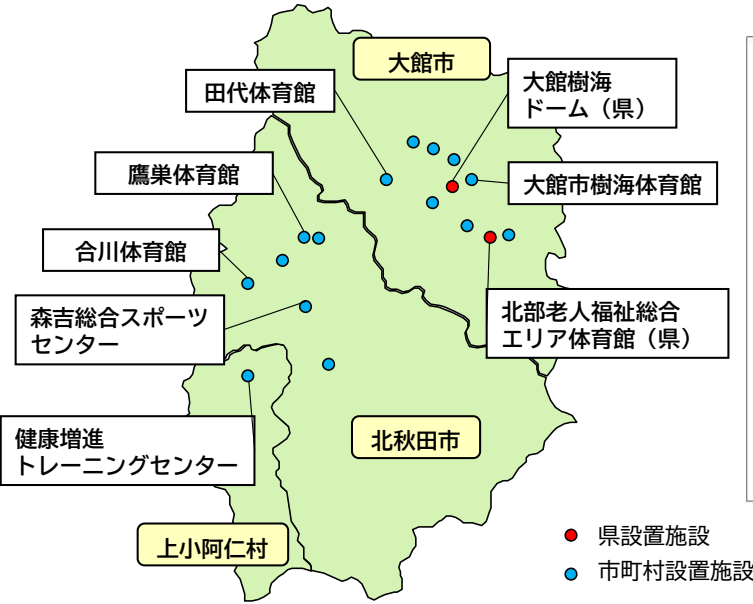 大館市
田代体育館
大館樹海
ドーム（県）
鷹巣体育館
大館市樹海体育館
合川体育館
森吉総合スポーツ
センター
北部老人福祉総合
エリア体育館（県）
健康増進
トレーニングセンター
北秋田市
上小阿仁村
県設置施設
市町村設置施設